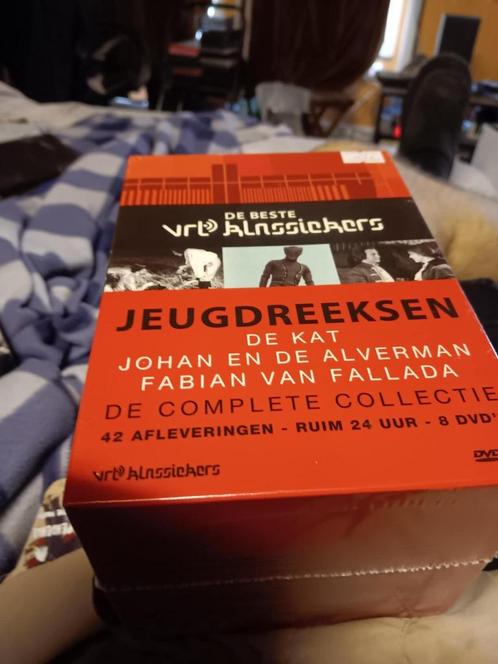 DE BESTE
vrt klassiekers
JEUGDREEKSEN
DE KAT
JOHAN EN DE ALVERMAN
FABIAN VAN FALLADA
DE COMPLETE COLLECTIE
42 AFLEVERINGEN - RUIM 24 UUR - 8 DVD'
vrt klassiekers
DVD